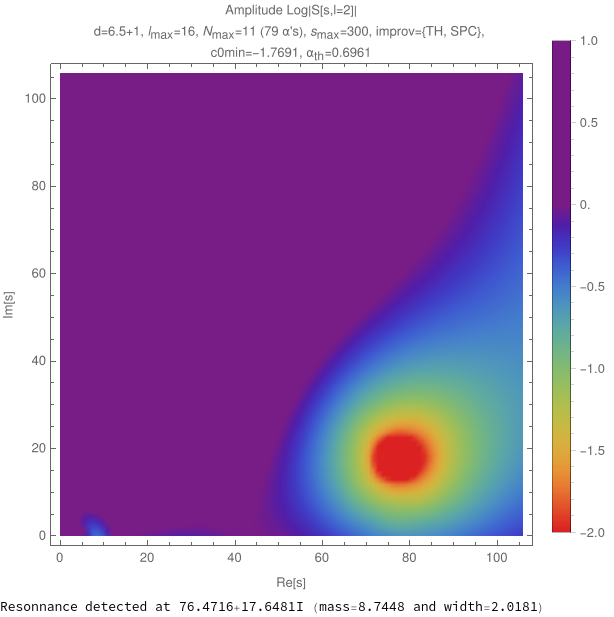 Amplitude Log|S[s,l=2]|
d=6.5+1, lmax=16, Nmax=11 (79 α's), smax=300, improv={TH, SPC},
c0min=−1.7691, αth=0.6961
1.0
0.5
0.
−0.5
−1.0
−1.5
−2.0
100
80
60
40
20
0
Im[s]
0 20 40 60 80 100
Re[s]
Resonnance detected at 76.4716+17.6481I (mass=8.7448 and width=2.0181)